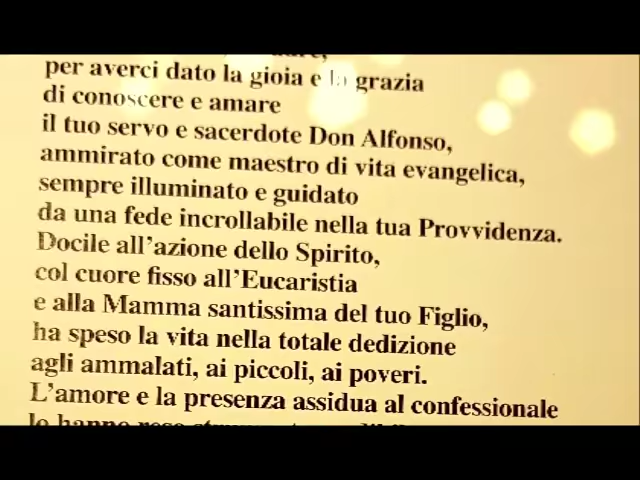 per averci dato la gioia e la grazia
di conoscere e amare
il tuo servo e sacerdote Don Alfonso,
ammirato come maestro di vita evangelica,
sempre illuminato e guidato
da una fede incrollabile nella tua Provvidenza.
Docile all'azione dello Spirito,
col cuore fisso all'Eucaristia
e alla Mamma santissima del tuo Figlio,
ha speso la vita nella totale dedizione
agli ammalati, ai piccoli, ai poveri.
L'amore e la presenza assidua al confessionale
lo hanno reso